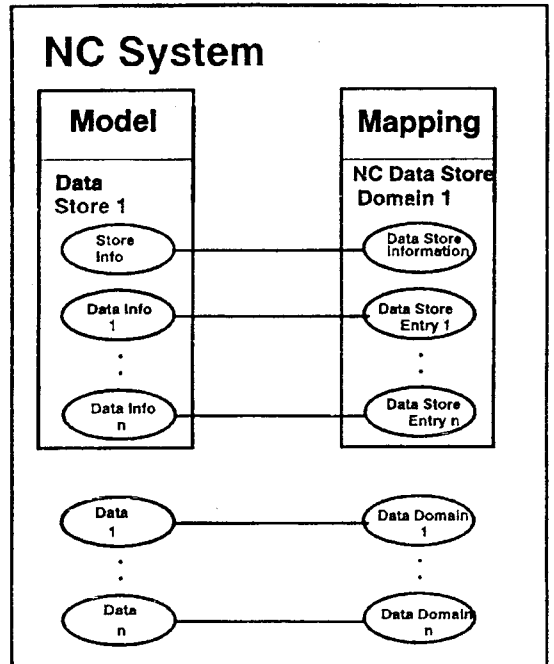 NC System
Model
Mapping
Data
Store 1
NC Data Store
Domain 1
Store
Info
Data Store
Information
Data Info
1
Data Store
Entry 1
Data Info
n
Data Store
Entry n
Data
1
Data Domain
1
Data
n
Data Domain
n